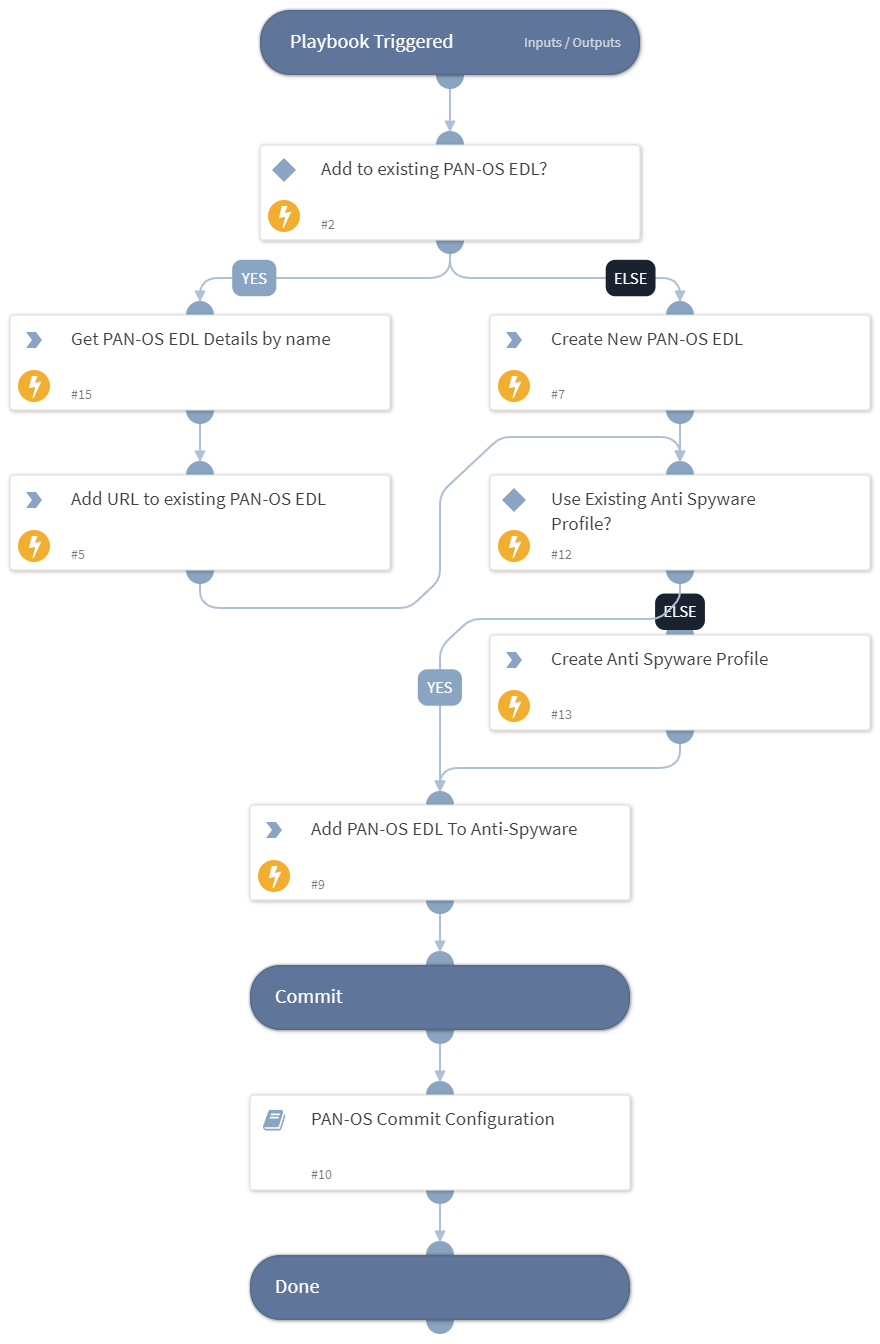 Playbook Triggered
Inputs / Outputs
Add to existing PAN-OS EDL?
#2
YES
ELSE
Get PAN-OS EDL Details by name
#15
Create New PAN-OS EDL
#7
Add URL to existing PAN-OS EDL
#5
Use Existing Anti Spyware
Profile?
#12
ELSE
Create Anti Spyware Profile
#13
YES
Add PAN-OS EDL To Anti-Spyware
#9
Commit
PAN-OS Commit Configuration
#10
Done